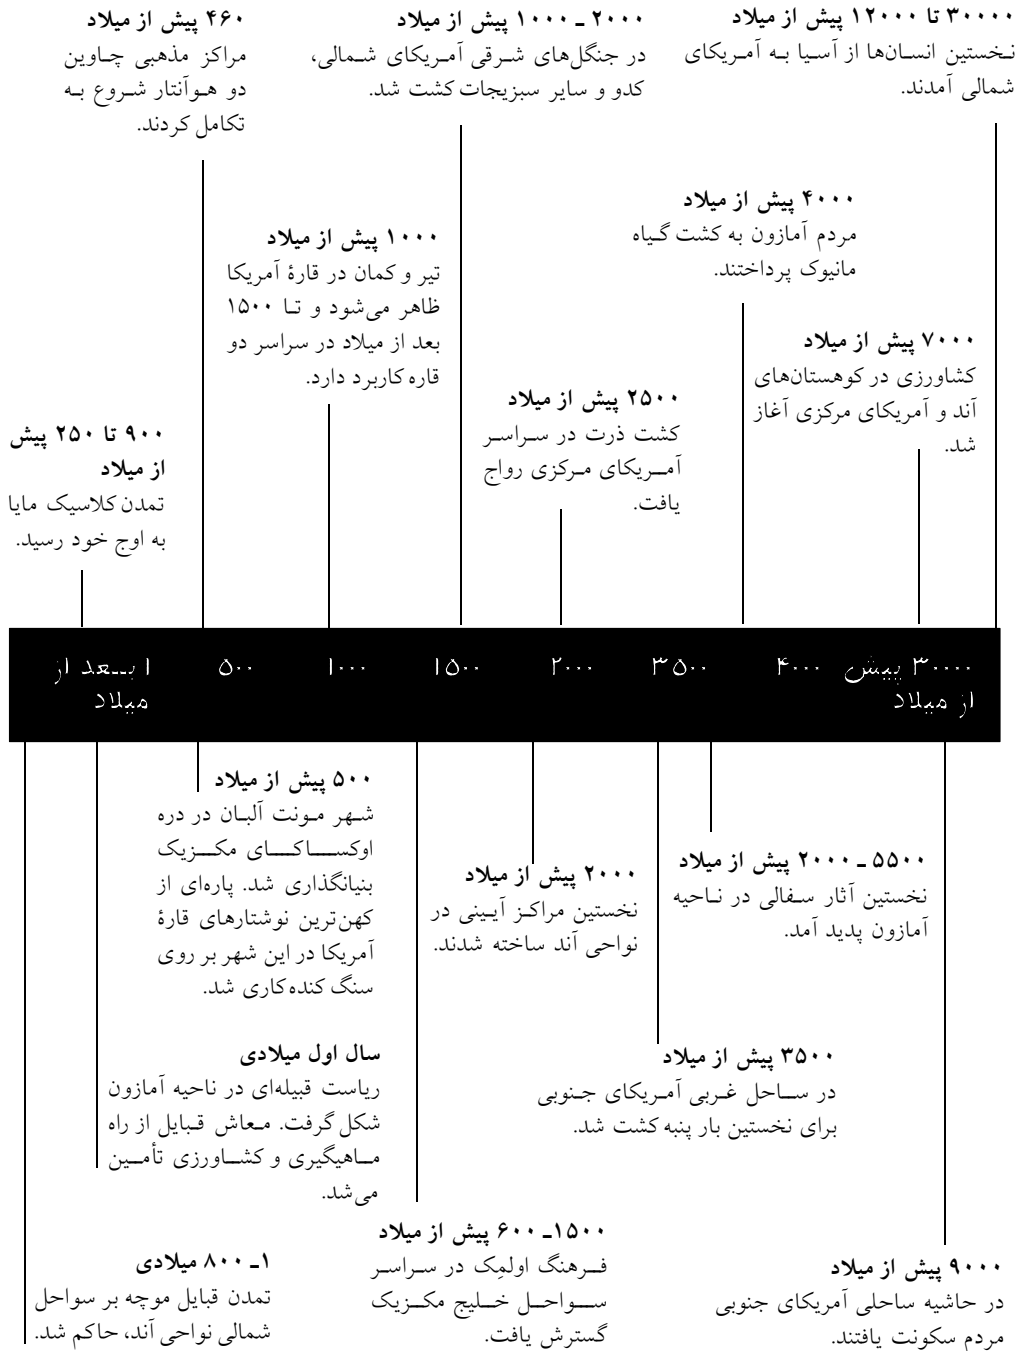 ۳۰۰۰۰ تا ۱۲۰۰۰ پیش از میلاد
نخستین انسان‌ها از آسیا به آمریکای
شمالی آمدند.
۲۰۰۰ ـ ۱۰۰۰ پیش از میلاد
در جنگل‌های شرقی آمریکای شمالی،
کدو و سایر سبزیجات کشت شد.
۴۶۰ پیش از میلاد
مراکز مذهبی چاوین
دو هوآنتار شروع به
تکامل کردند.
۴۰۰۰ پیش از میلاد
مردم آمازون به کشت گیاه
مانیوک پرداختند.
۱۰۰۰ پیش از میلاد
تیر و کمان در قارهٔ آمریکا
ظاهر می‌شود و تا ۱۵۰۰
بعد از میلاد در سراسر دو
قاره کاربرد دارد.
۷۰۰۰ پیش از میلاد
کشاورزی در کوهستان‌های
آند و آمریکای مرکزی آغاز
شد.
۲۵۰۰ پیش از میلاد
کشت ذرت در سراسر
آمریکای مرکزی رواج
یافت.
۹۰۰ تا ۲۵۰ پیش
از میلاد
تمدن کلاسیک مایا
به اوج خود رسید.
۳۰۰۰۰ پیش ۴۰۰۰ ۳۵۰۰ ۲۰۰۰ ۱۵۰۰ ۱۰۰۰ ۵۰۰ ۱ بعد از
از میلاد میلاد
۵۰۰ پیش از میلاد
شهر مونت آلبان در دره
اوکساکای مکزیک
بنیانگذاری شد. پاره‌ای از
کهن‌ترین نوشتارهای قارهٔ
آمریکا در این شهر بر روی
سنگ کنده‌کاری شد.
۵۵۰۰ ـ ۲۰۰۰ پیش از میلاد
نخستین آثار سفالی در ناحیه
آمازون پدید آمد.
۲۰۰۰ پیش از میلاد
نخستین مراکز آیینی در
نواحی آند ساخته شدند.
۳۵۰۰ پیش از میلاد
در ساحل غربی آمریکای جنوبی
برای نخستین بار پنبه کشت شد.
سال اول میلادی
ریاست قبیله‌ای در ناحیه آمازون
شکل گرفت. معاش قبایل از راه
ماهیگیری و کشاورزی تأمین
می‌شد.
۹۰۰۰ پیش از میلاد
در حاشیه ساحلی آمریکای جنوبی
مردم سکونت یافتند.
۱۵۰۰ـ ۶۰۰ پیش از میلاد
فرهنگ اولمِک در سراسر
سواحل خلیج مکزیک
گسترش یافت.
۱ـ ۸۰۰ میلادی
تمدن قبایل موچه بر سواحل
شمالی نواحی آند، حاکم شد.